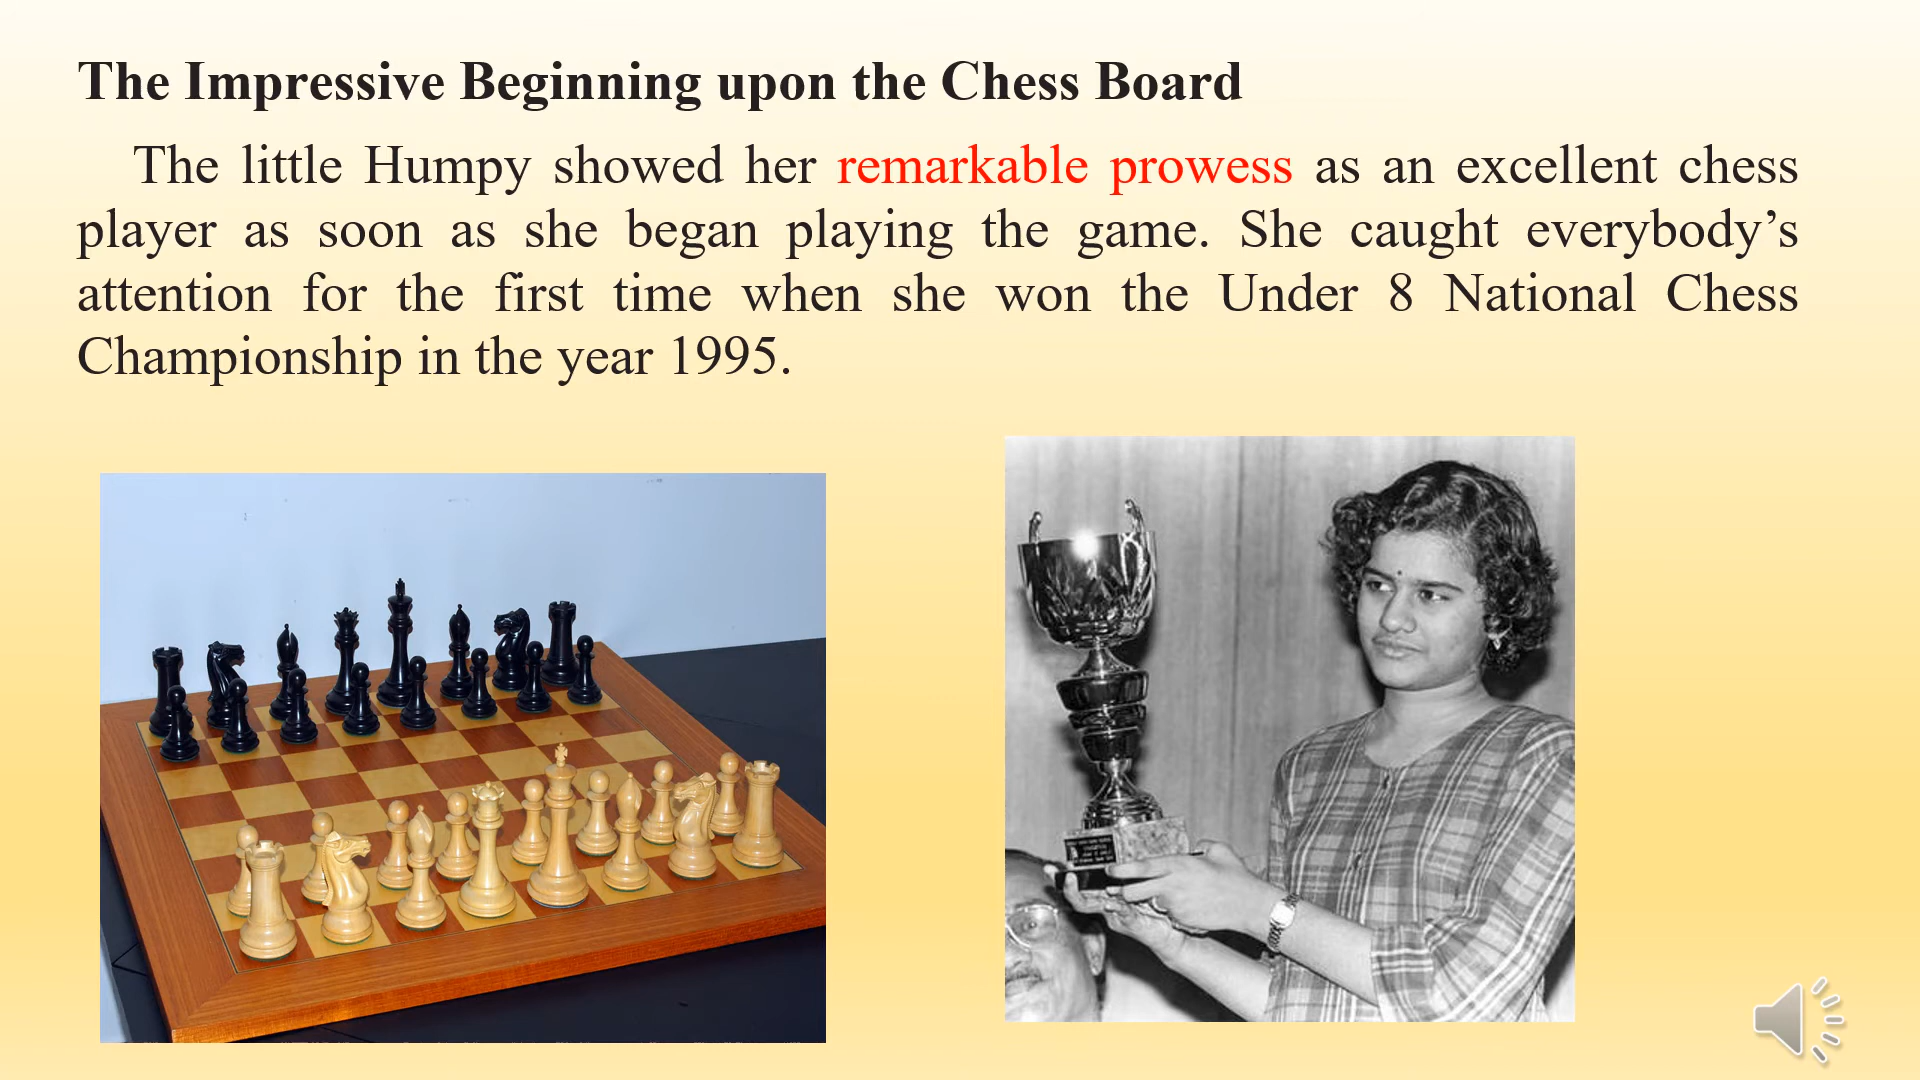 The Impressive Beginning upon the Chess Board
The little Humpy showed her remarkable prowess as an excellent chess
player as soon as she began playing the game. She caught everybody’s
attention for the first time when she won the Under 8 National Chess
Championship in the year 1995.